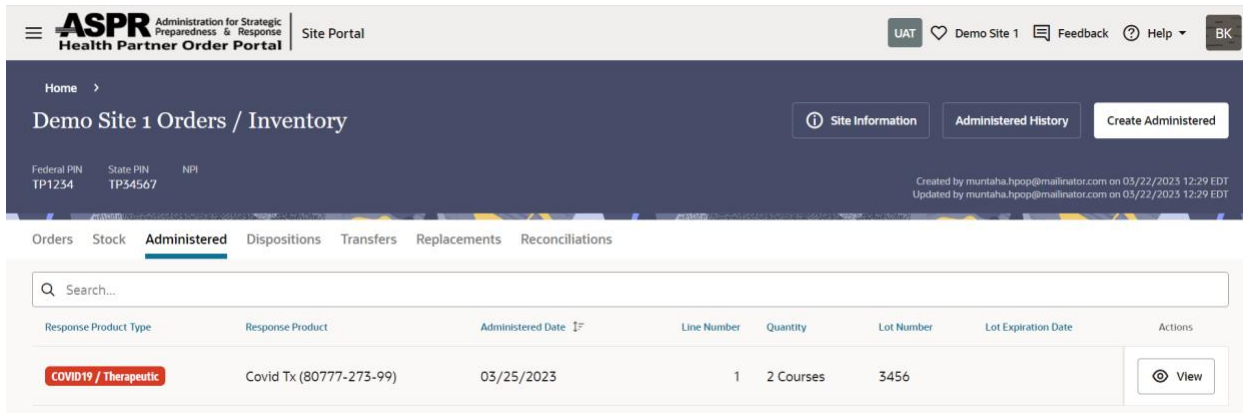 ASPR Administration for Strategic
Preparedness & Response
Health Partner Order Portal
Site Portal
UAT Demo Site 1 Feedback Help BK
Home >
Demo Site 1 Orders / Inventory
Site Information Administered History Create Administered
Federal PIN State PIN NPI
TP1234 TP34567
Created by muntaha.hpop@mailinator.com on 03/22/2023 12:29 EDT
Updated by muntaha.hpop@mailinator.com on 03/22/2023 12:29 EDT
Orders Stock Administered Dispositions Transfers Replacements Reconciliations
Search...
Response Product Type Response Product Administered Date Line Number Quantity Lot Number Lot Expiration Date Actions
COVID19 / Therapeutic Covid Tx (80777-273-99) 03/25/2023 1 2 Courses 3456 View